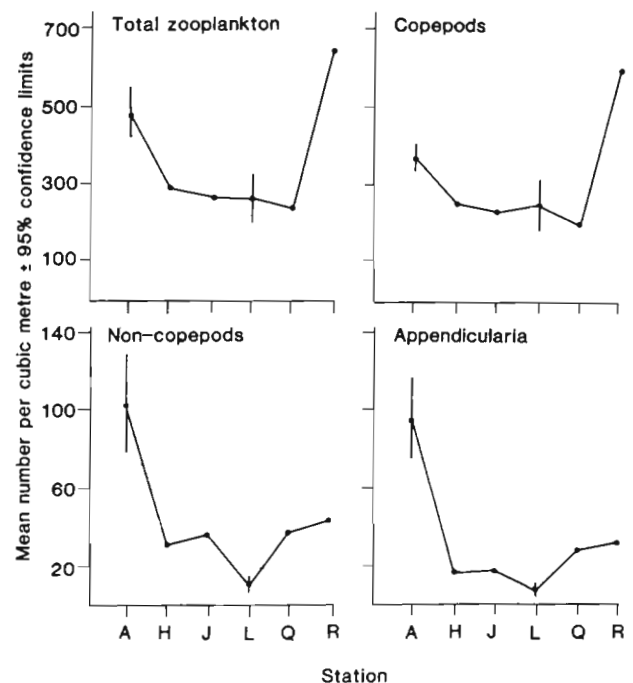 Mean number per cubic metre ± 95% confidence limits
Total zooplankton
700
500
300
100
Copepods
Non-copepods
140
100
60
20
A H J L Q R
Appendicularia
A H J L Q R
Station